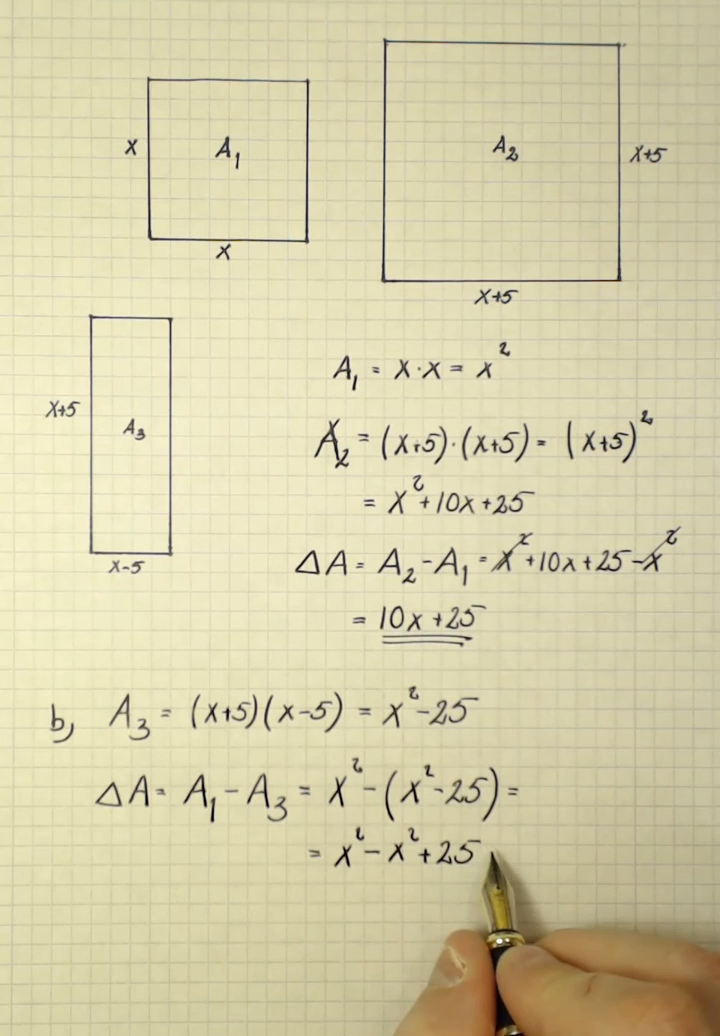 x
A₁
x
A₂
x+5
x+5
x+5
A₃
x-5
A₁ = x·x = x²
A₂ = (x+5)·(x+5) = (x+5)²
= x²+10x+25
ΔA = A₂-A₁ = x²+10x+25-x²
= 10x+25
b) A₃ = (x+5)(x-5) = x²-25
ΔA = A₁-A₃ = x²-(x²-25) =
= x²-x²+25